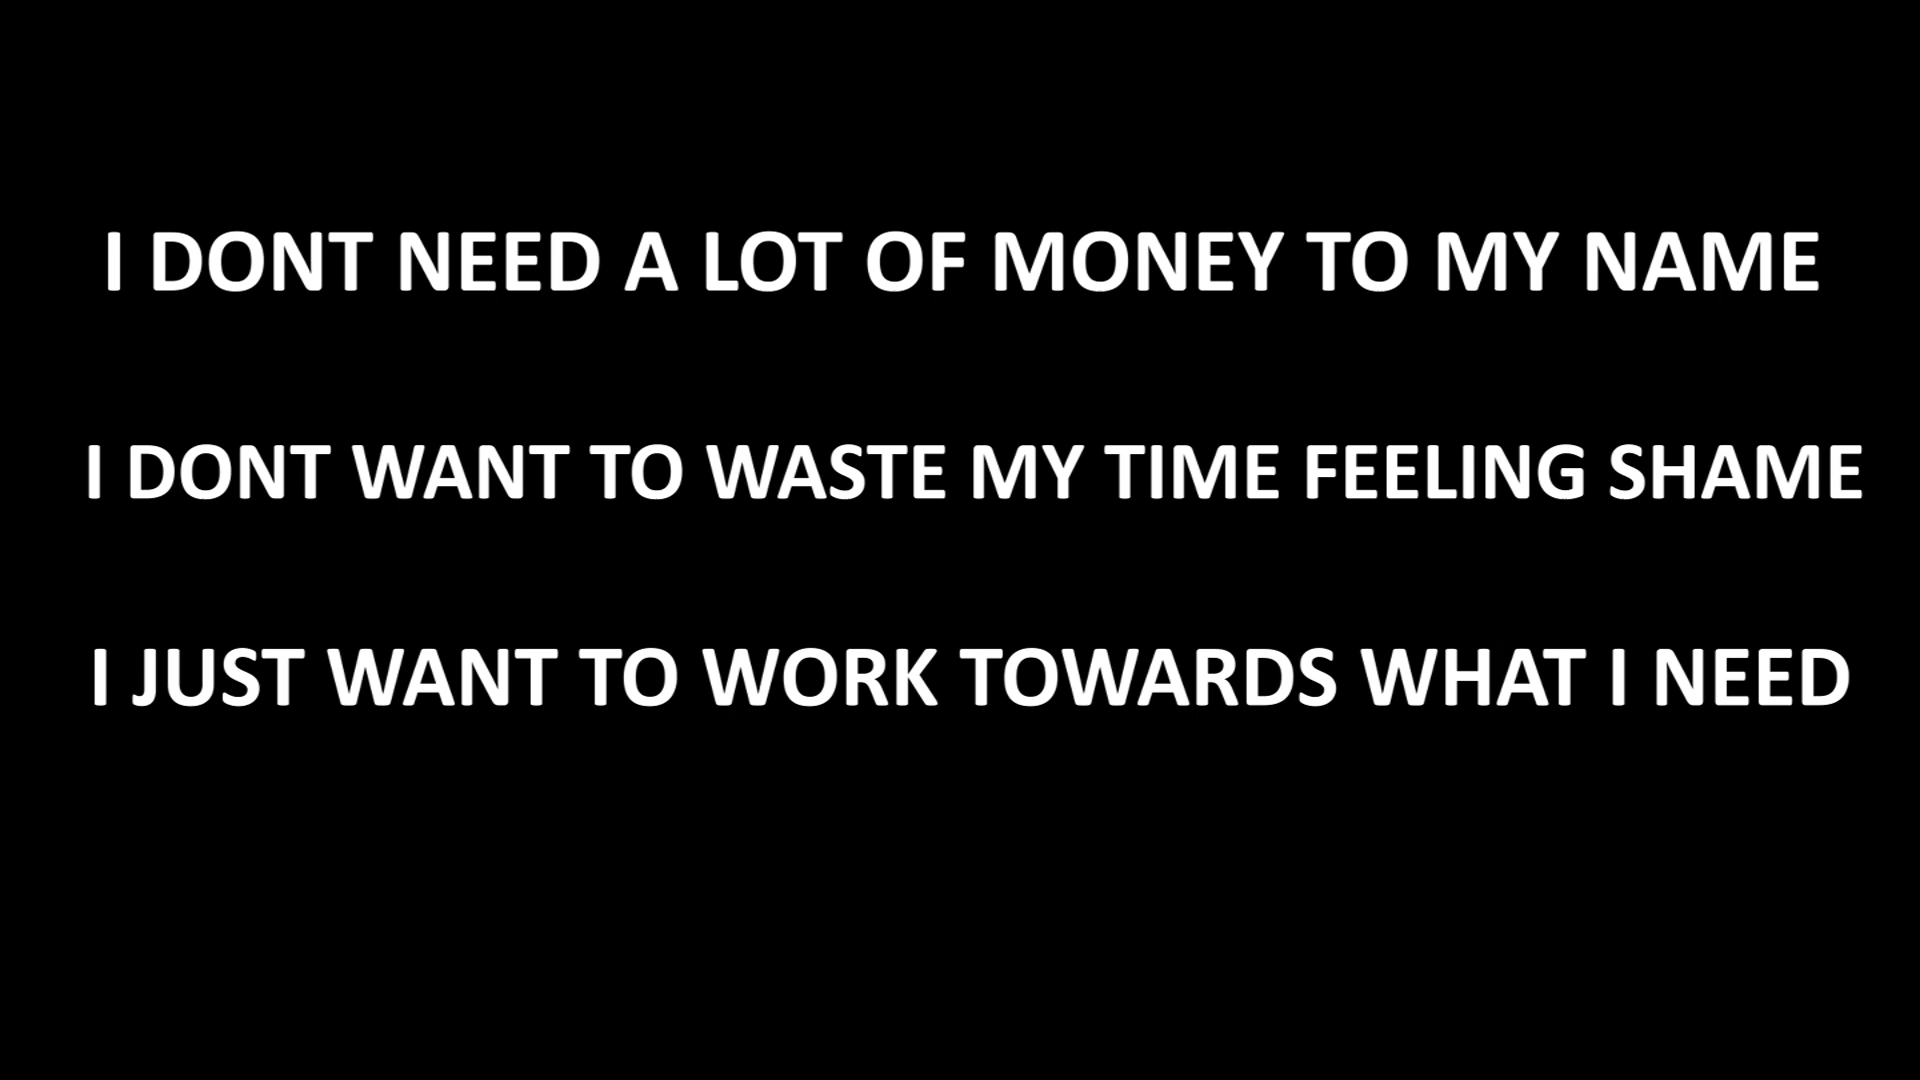 I DONT NEED A LOT OF MONEY TO MY NAME
I DONT WANT TO WASTE MY TIME FEELING SHAME
I JUST WANT TO WORK TOWARDS WHAT I NEED